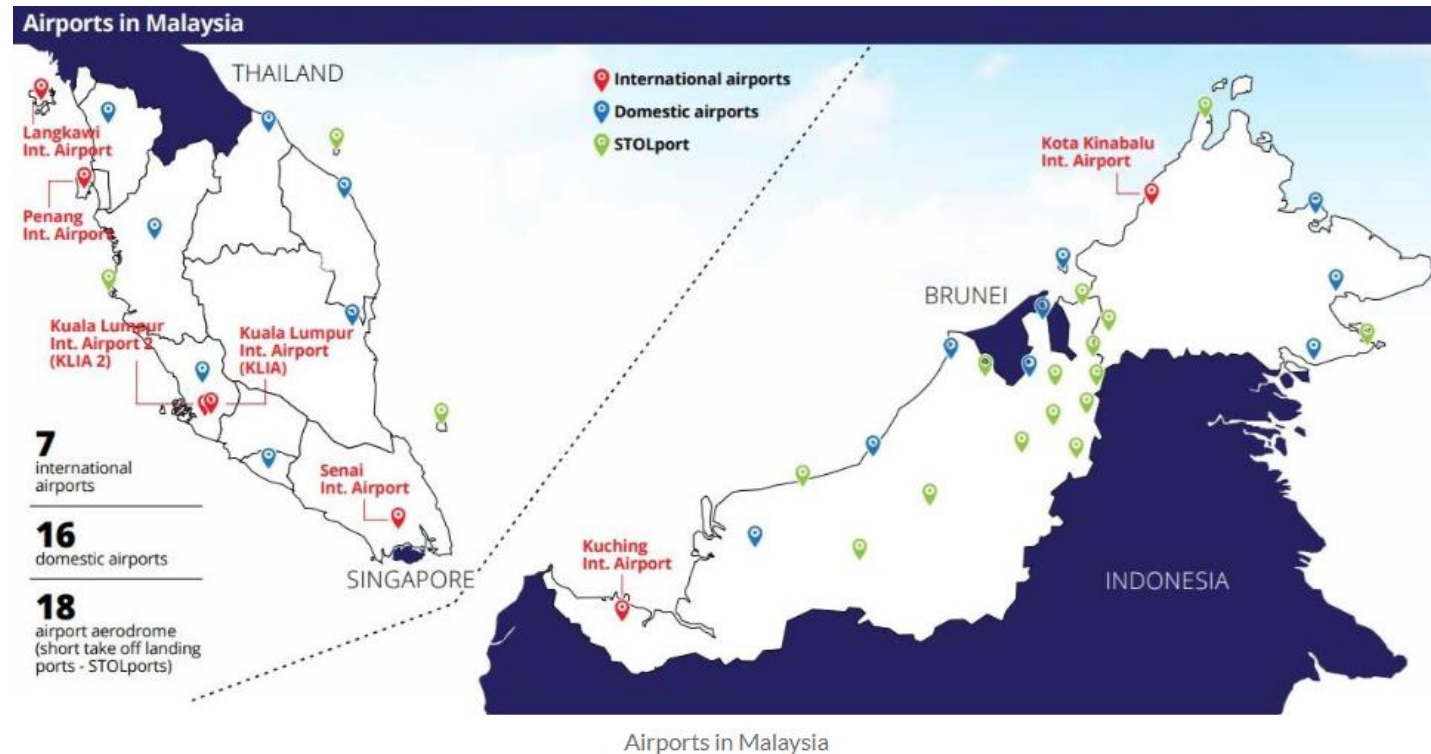 Airports in Malaysia
THAILAND
International airports
Domestic airports
STOLport
Langkawi
Int. Airport
Penang
Int. Airport
Kota Kinabalu
Int. Airport
BRUNEI
Kuala Lumpur
Int. Airport 2
(KLIA 2)
Kuala Lumpur
Int. Airport
(KLIA)
7
international
airports
16
domestic airports
18
airport aerodrome
(short take off landing
ports - STOLports)
Senai
Int. Airport
SINGAPORE
Kuching
Int. Airport
INDONESIA
Airports in Malaysia